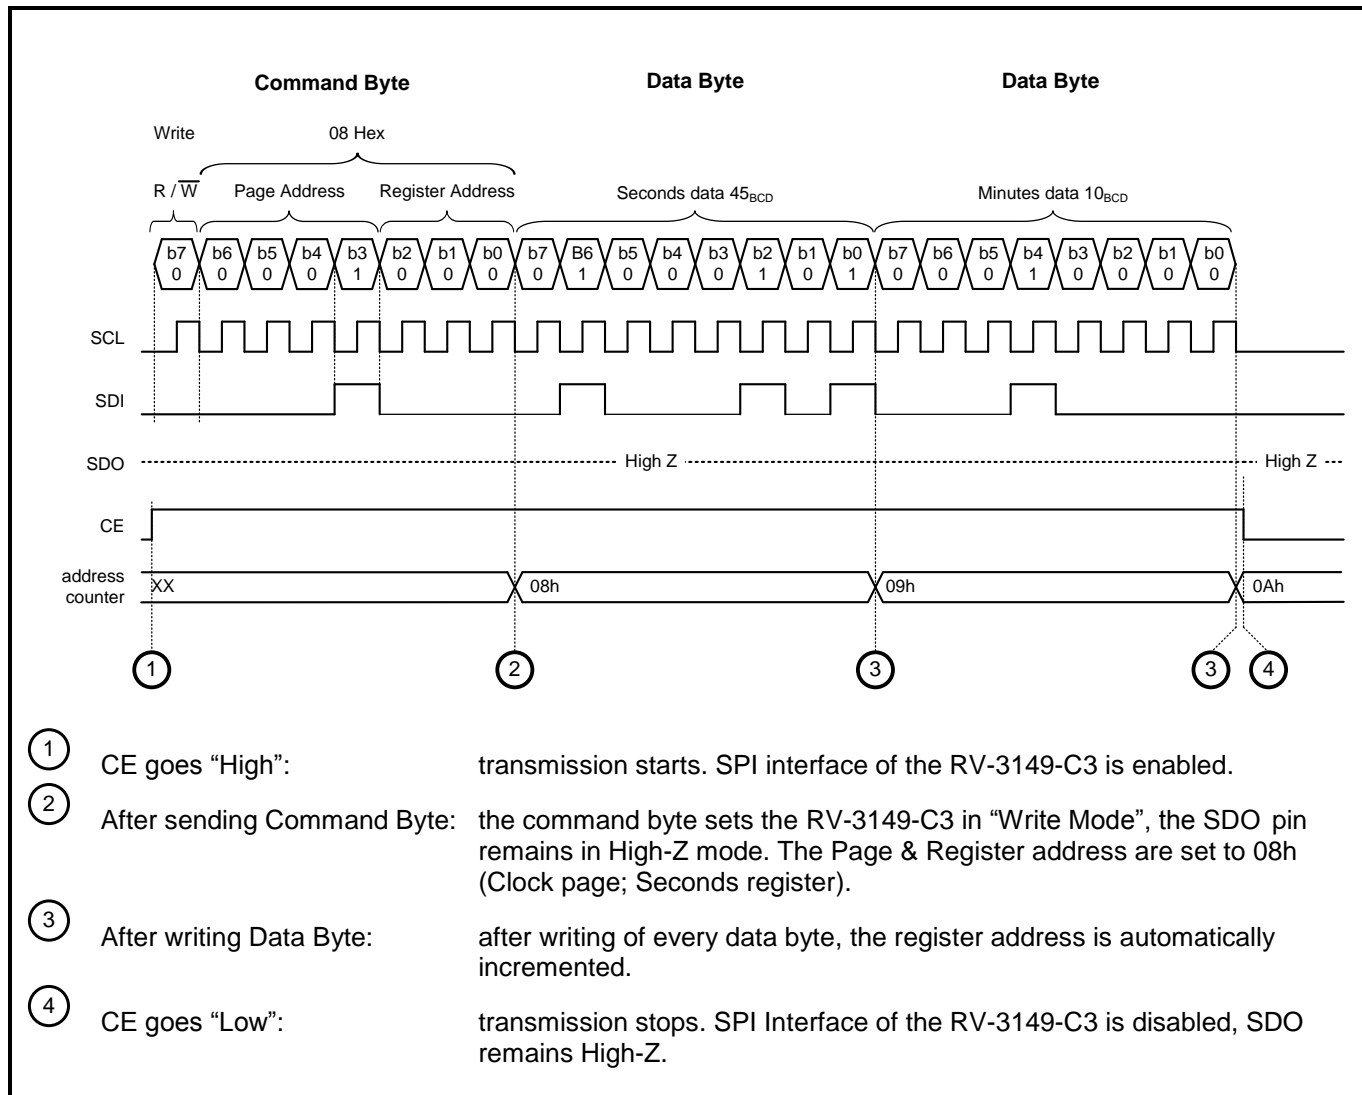 Command Byte Data Byte Data Byte
Write 08 Hex
R / W Page Address Register Address Seconds data 45BCD Minutes data 10BCD
b7 b6 b5 b4 b3 b2 b1 b0 b7 B6 b5 b4 b3 b2 b1 b0 b7 b6 b5 b4 b3 b2 b1 b0
0 0 0 0 1 0 0 0 0 1 0 0 0 1 0 1 0 0 0 1 0 0 0 0
SCL
SDI
SDO High Z High Z
CE
address
counter
XX 08h 09h 0Ah
1 2 3 3 4
1 CE goes “High”: transmission starts. SPI interface of the RV-3149-C3 is enabled.
2 After sending Command Byte: the command byte sets the RV-3149-C3 in “Write Mode”, the SDO pin
remains in High-Z mode. The Page & Register address are set to 08h
(Clock page; Seconds register).
3 After writing Data Byte: after writing of every data byte, the register address is automatically
incremented.
4 CE goes “Low”: transmission stops. SPI Interface of the RV-3149-C3 is disabled, SDO
remains High-Z.